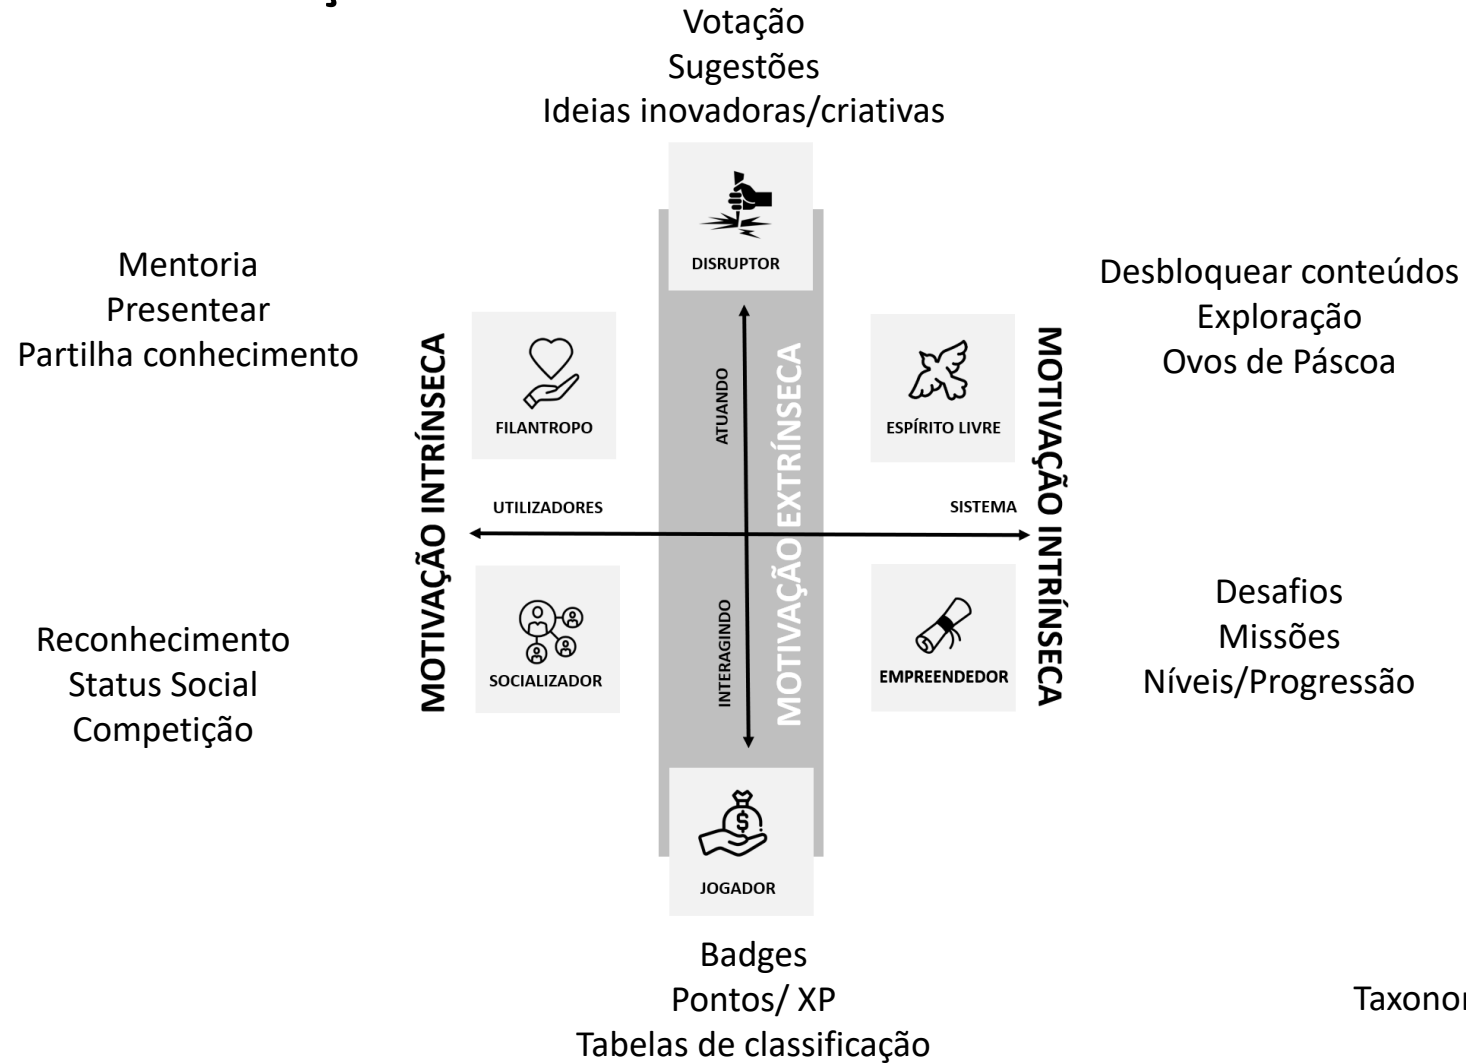 Votação
Sugestões
Ideias inovadoras/criativas
DISRUPTOR
Mentoria
Presentear
Partilha conhecimento
Desbloquear conteúdos
Exploração
Ovos de Páscoa
MOTIVAÇÃO INTRÍNSECA
FILANTROPO
ATUANDO
MOTIVAÇÃO EXTRÍNSECA
ESPÍRITO LIVRE
MOTIVAÇÃO INTRÍNSECA
UTILIZADORES
SISTEMA
Reconhecimento
Status Social
Competição
SOCIALIZADOR
INTERAGINDO
EMPREENDEDOR
Desafios
Missões
Níveis/Progressão
$
JOGADOR
Badges
Pontos/ XP
Tabelas de classificação